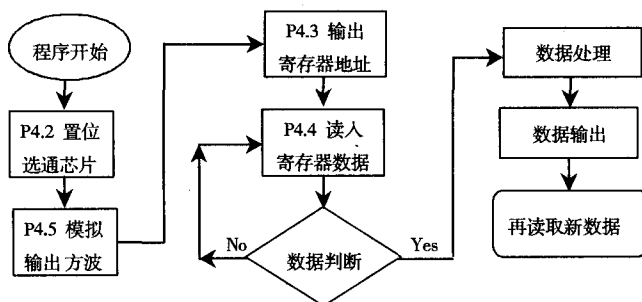 程序开始
P4.2 置位
选通芯片
P4.5 模拟
输出方波
P4.3 输出
寄存器地址
P4.4 读入
寄存器数据
数据判断
No
Yes
数据处理
数据输出
再读取新数据